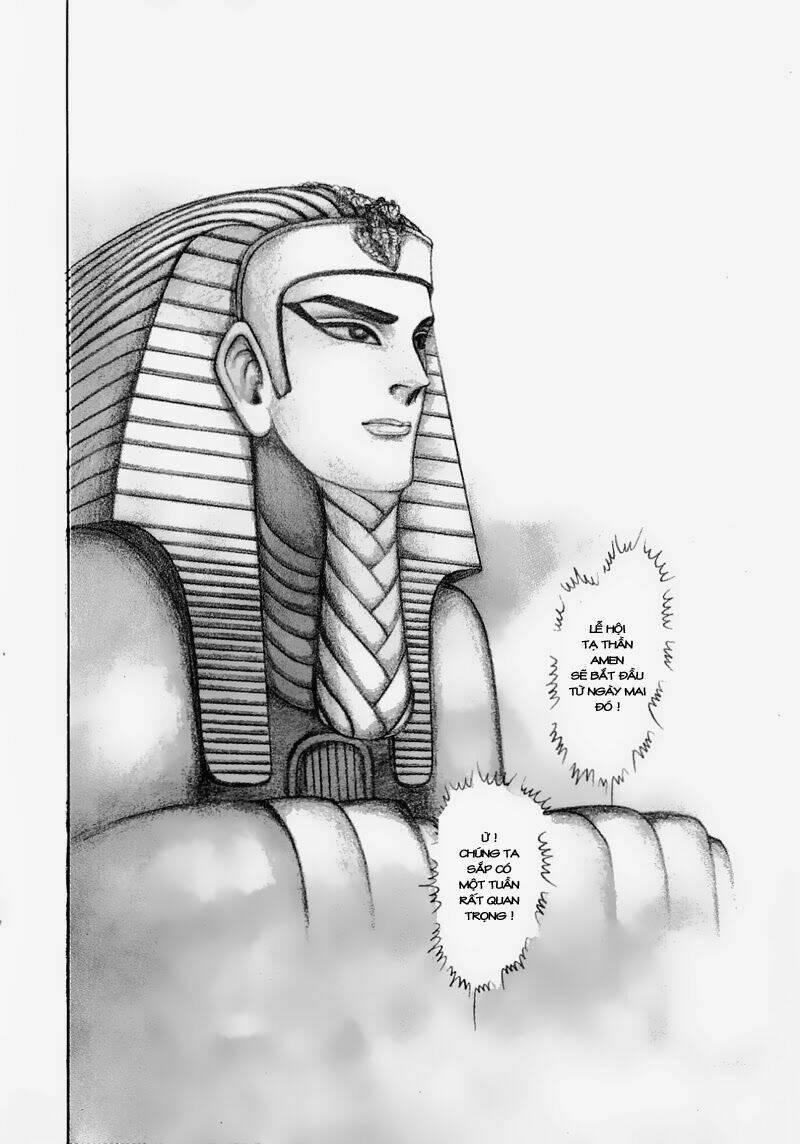 LỄ HỘI
TẠ THẦN
AMEN
SẼ BẮT ĐẦU
TỪ NGÀY MAI
ĐÓ !
Ừ !
CHÚNG TA
SẮP CÓ
MỘT TUẦN
RẤT QUAN
TRỌNG !